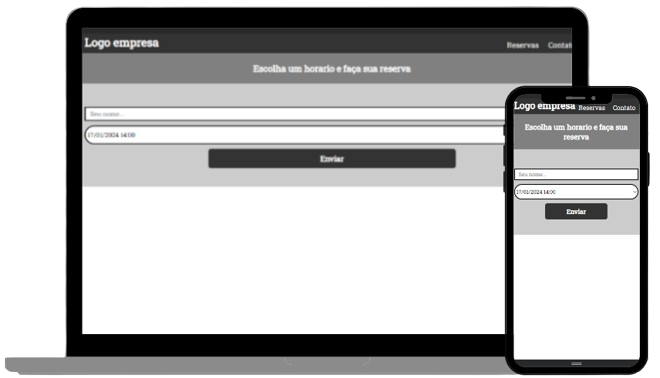 Logo empresa
Reservas Contat
Escolha um horario e faça sua reserva
Seu nome...
17/01/2024 14:00
Enviar
Logo empresa Reservas Contato
Escolha um horario e faça sua
reserva
Seu nome...
17/01/2024 14:00
Enviar